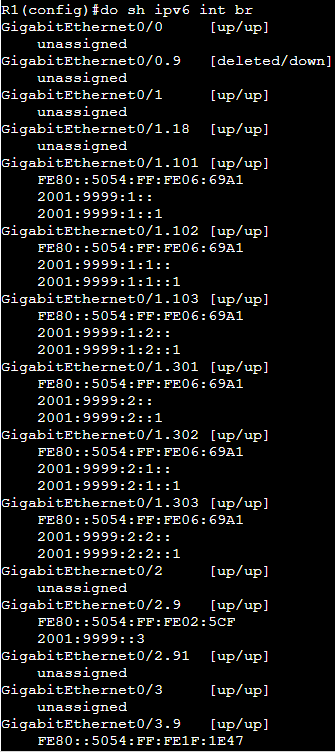 R1(config)#do sh ipv6 int br
GigabitEthernet0/0 [up/up]
unassigned
GigabitEthernet0/0.9 [deleted/down]
unassigned
GigabitEthernet0/1 [up/up]
unassigned
GigabitEthernet0/1.18 [up/up]
unassigned
GigabitEthernet0/1.101 [up/up]
FE80::5054:FF:FE06:69A1
2001:9999:1::
2001:9999:1::1
GigabitEthernet0/1.102 [up/up]
FE80::5054:FF:FE06:69A1
2001:9999:1:1::
2001:9999:1:1::1
GigabitEthernet0/1.103 [up/up]
FE80::5054:FF:FE06:69A1
2001:9999:1:2::
2001:9999:1:2::1
GigabitEthernet0/1.301 [up/up]
FE80::5054:FF:FE06:69A1
2001:9999:2::
2001:9999:2::1
GigabitEthernet0/1.302 [up/up]
FE80::5054:FF:FE06:69A1
2001:9999:2:1::
2001:9999:2:1::1
GigabitEthernet0/1.303 [up/up]
FE80::5054:FF:FE06:69A1
2001:9999:2:2::
2001:9999:2:2::1
GigabitEthernet0/2 [up/up]
unassigned
GigabitEthernet0/2.9 [up/up]
FE80::5054:FF:FE02:5CF
2001:9999::3
GigabitEthernet0/2.91 [up/up]
unassigned
GigabitEthernet0/3 [up/up]
unassigned
GigabitEthernet0/3.9 [up/up]
FE80::5054:FF:FE1F:1E47